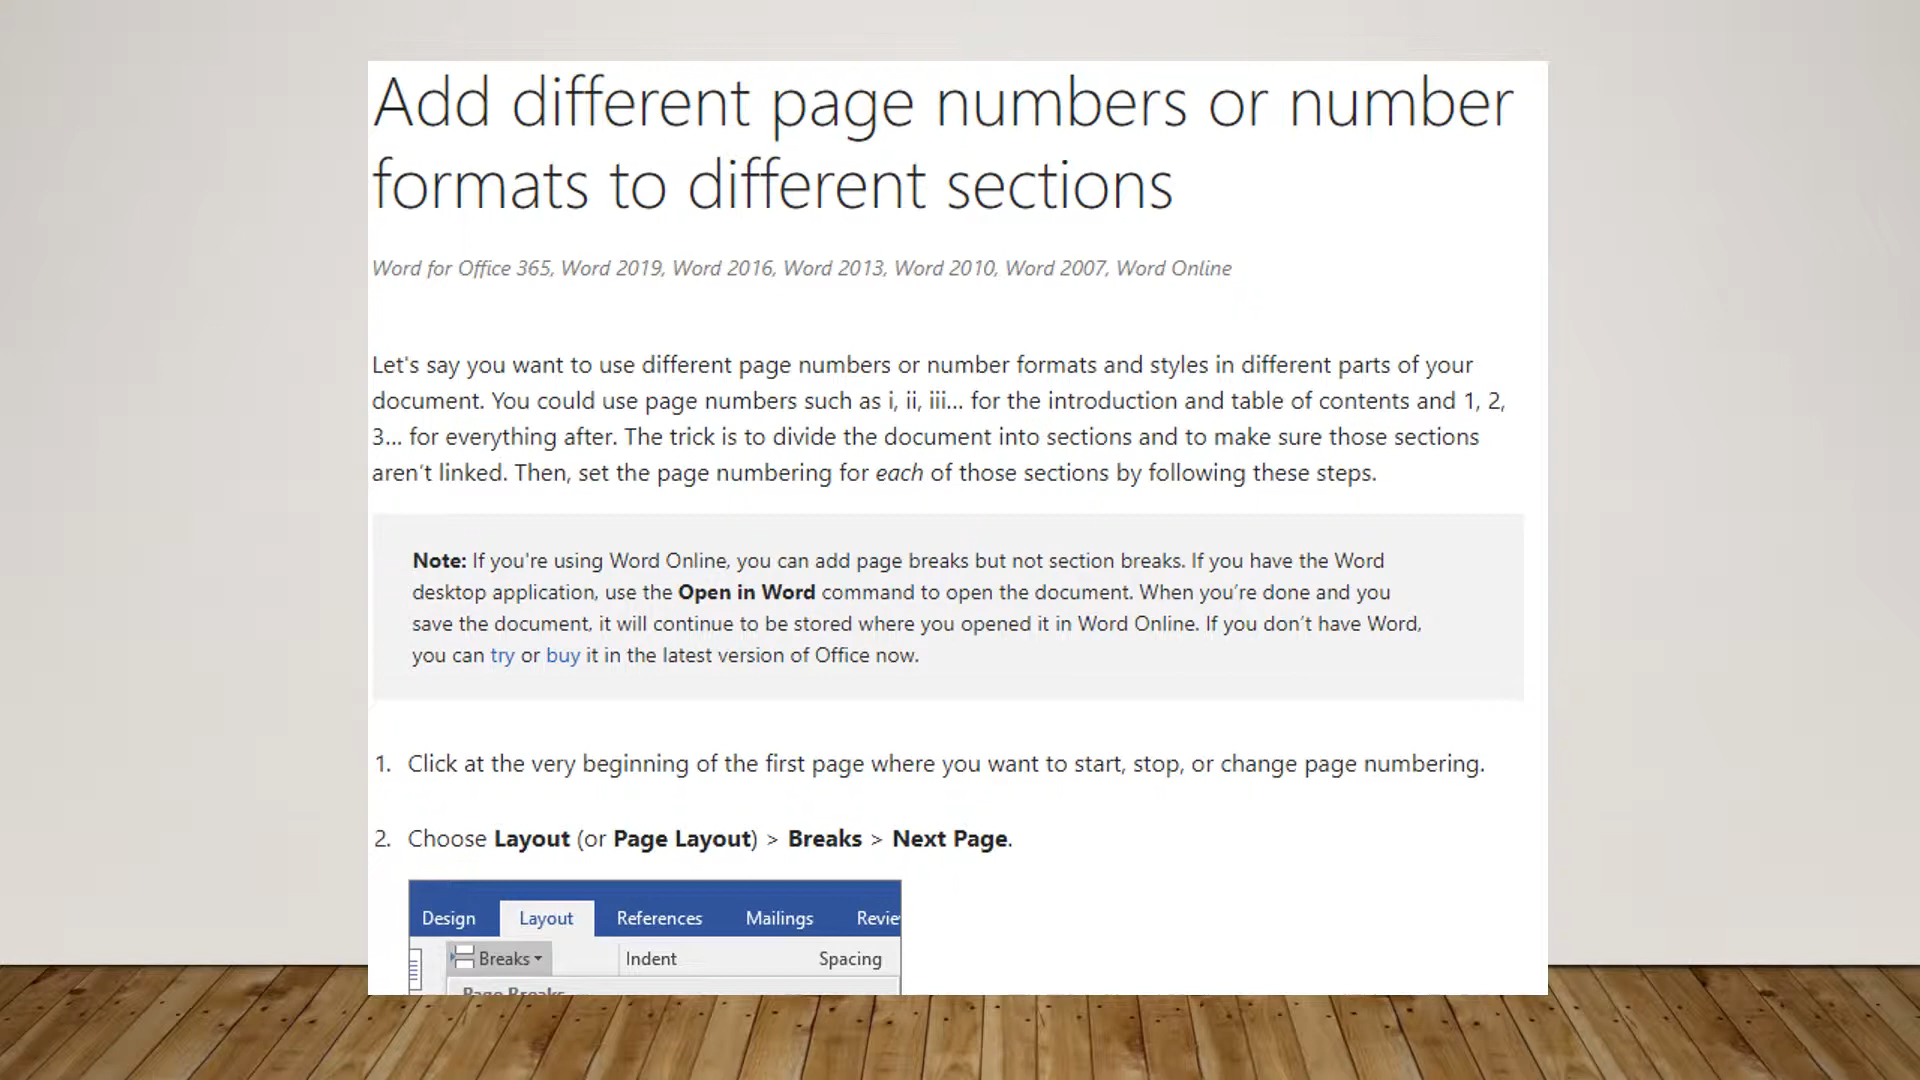 Add different page numbers or number
formats to different sections
Word for Office 365, Word 2019, Word 2016, Word 2013, Word 2010, Word 2007, Word Online
Let's say you want to use different page numbers or number formats and styles in different parts of your
document. You could use page numbers such as i, ii, iii… for the introduction and table of contents and 1, 2,
3… for everything after. The trick is to divide the document into sections and to make sure those sections
aren't linked. Then, set the page numbering for each of those sections by following these steps.
Note: If you're using Word Online, you can add page breaks but not section breaks. If you have the Word
desktop application, use the Open in Word command to open the document. When you’re done and you
save the document, it will continue to be stored where you opened it in Word Online. If you don’t have Word,
you can try or buy it in the latest version of Office now.
1. Click at the very beginning of the first page where you want to start, stop, or change page numbering.
2. Choose Layout (or Page Layout) > Breaks > Next Page.
Design Layout References Mailings Revie
Breaks Indent Spacing
Page Breaks